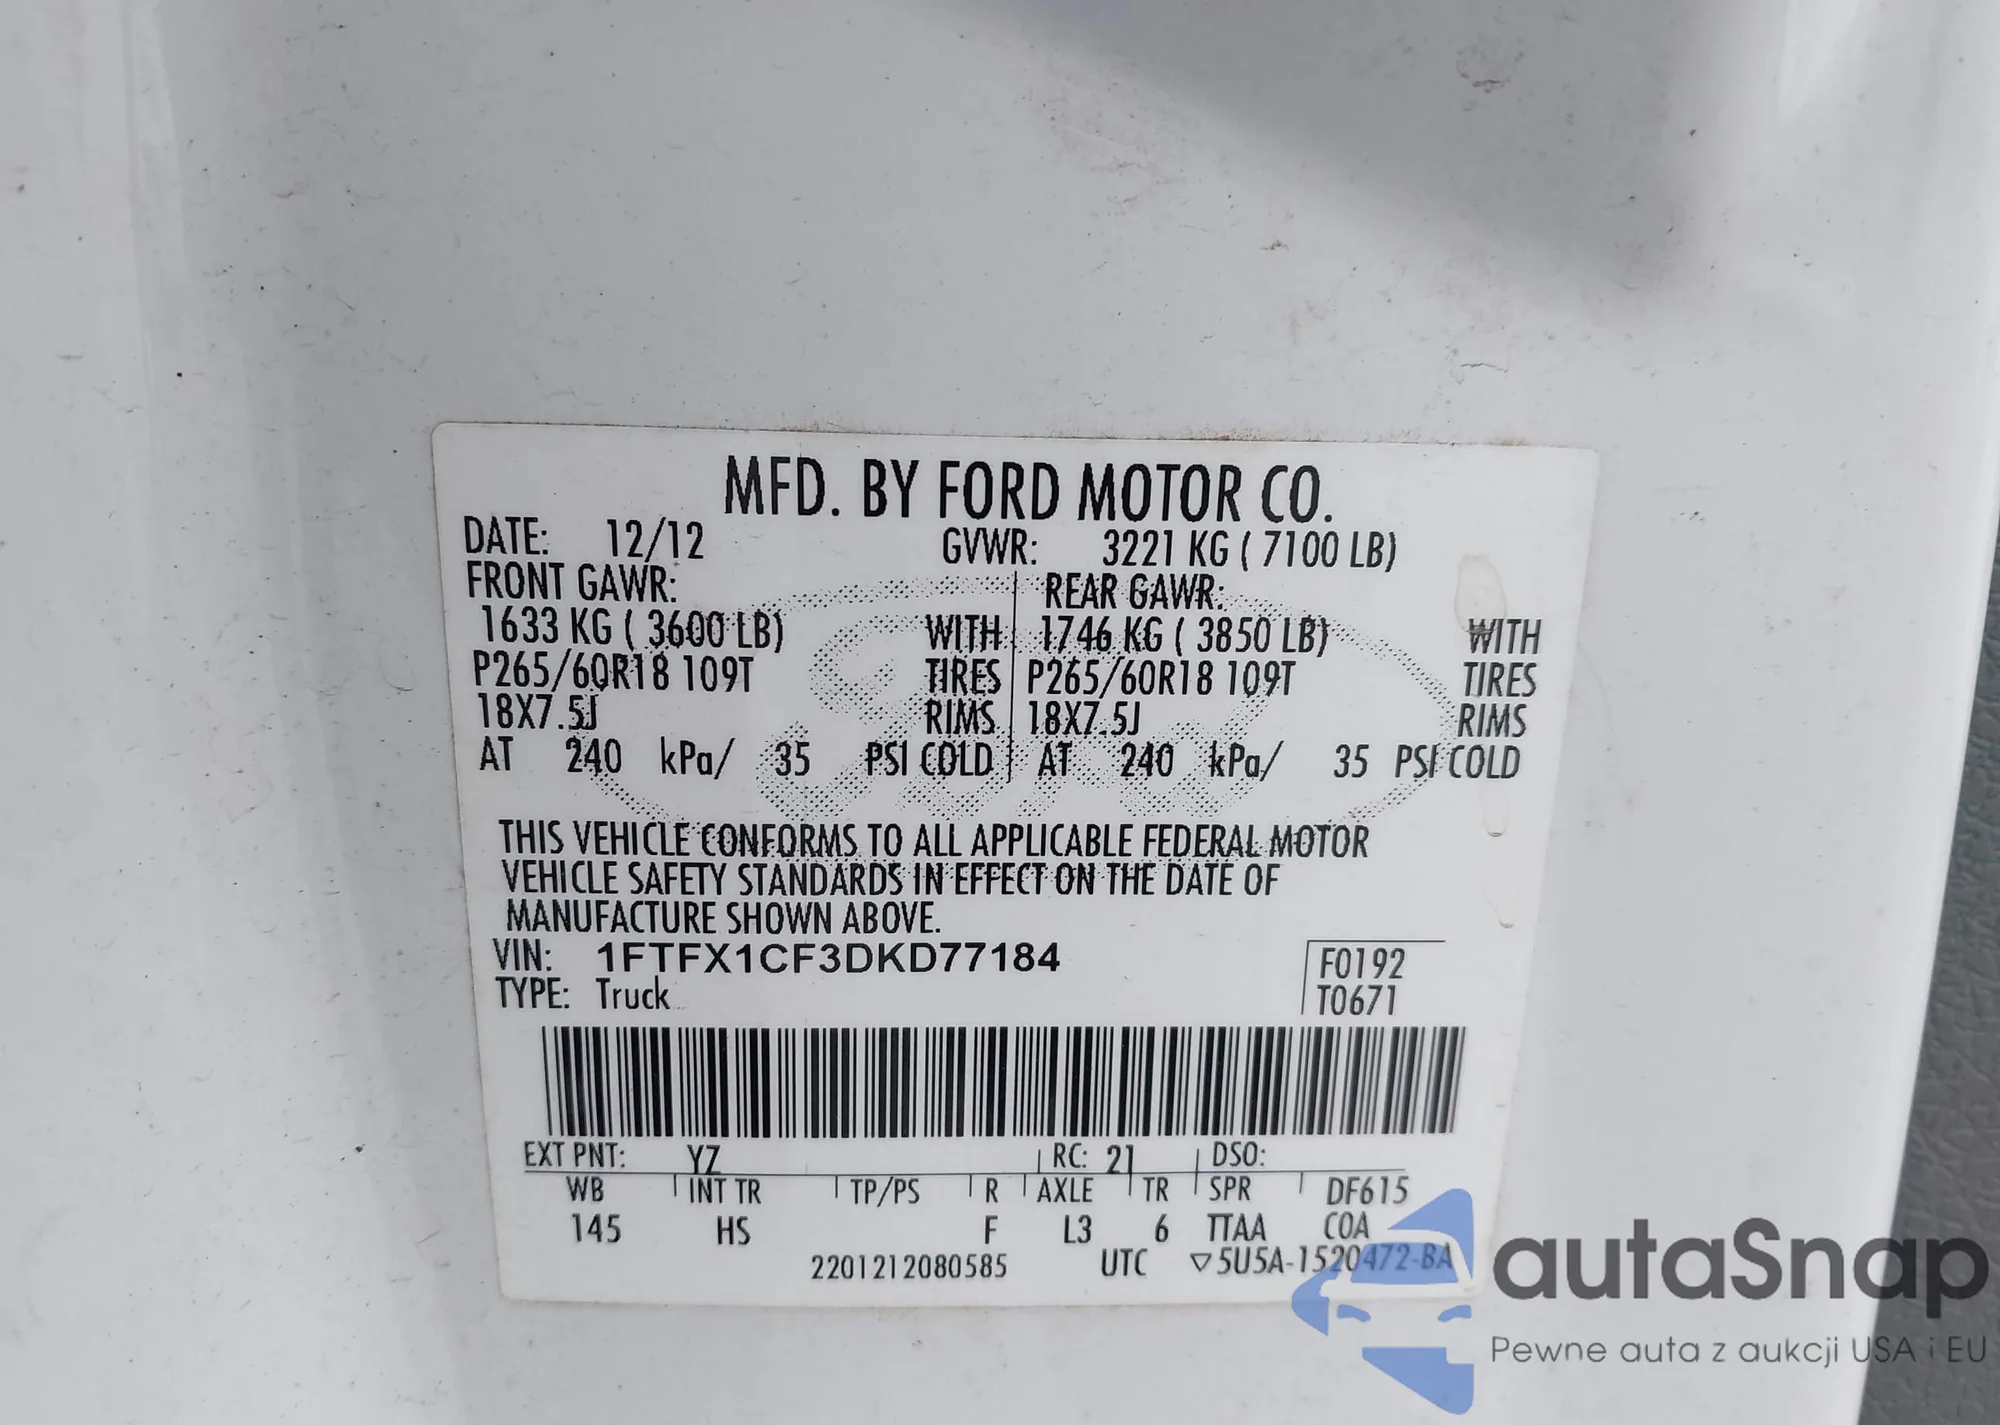 MFD. BY FORD MOTOR CO.
DATE: 12/12 GVWR: 3221 KG ( 7100 LB)
FRONT GAWR: REAR GAWR:
1633 KG ( 3600 LB) WITH 1746 KG ( 3850 LB) WITH
P265/60R18 109T TIRES P265/60R18 109T TIRES
18X7.5J RIMS 18X7.5J RIMS
AT 240 kPa/ 35 PSI COLD AT 240 kPa/ 35 PSI COLD
THIS VEHICLE CONFORMS TO ALL APPLICABLE FEDERAL MOTOR
VEHICLE SAFETY STANDARDS IN EFFECT ON THE DATE OF
MANUFACTURE SHOWN ABOVE.
VIN: 1FTFX1CF3DKD77184 F0192
TYPE: Truck T0671
EXT PNT: YZ RC: 21 DSO:
WB INT TR TP/PS R AXLE TR SPR DF615
145 HS F L3 6 TTAA COA
2201212080585 UTC ▽5U5A-1520472-BA
autaSnap
Pewne auta z aukcji USA i EU